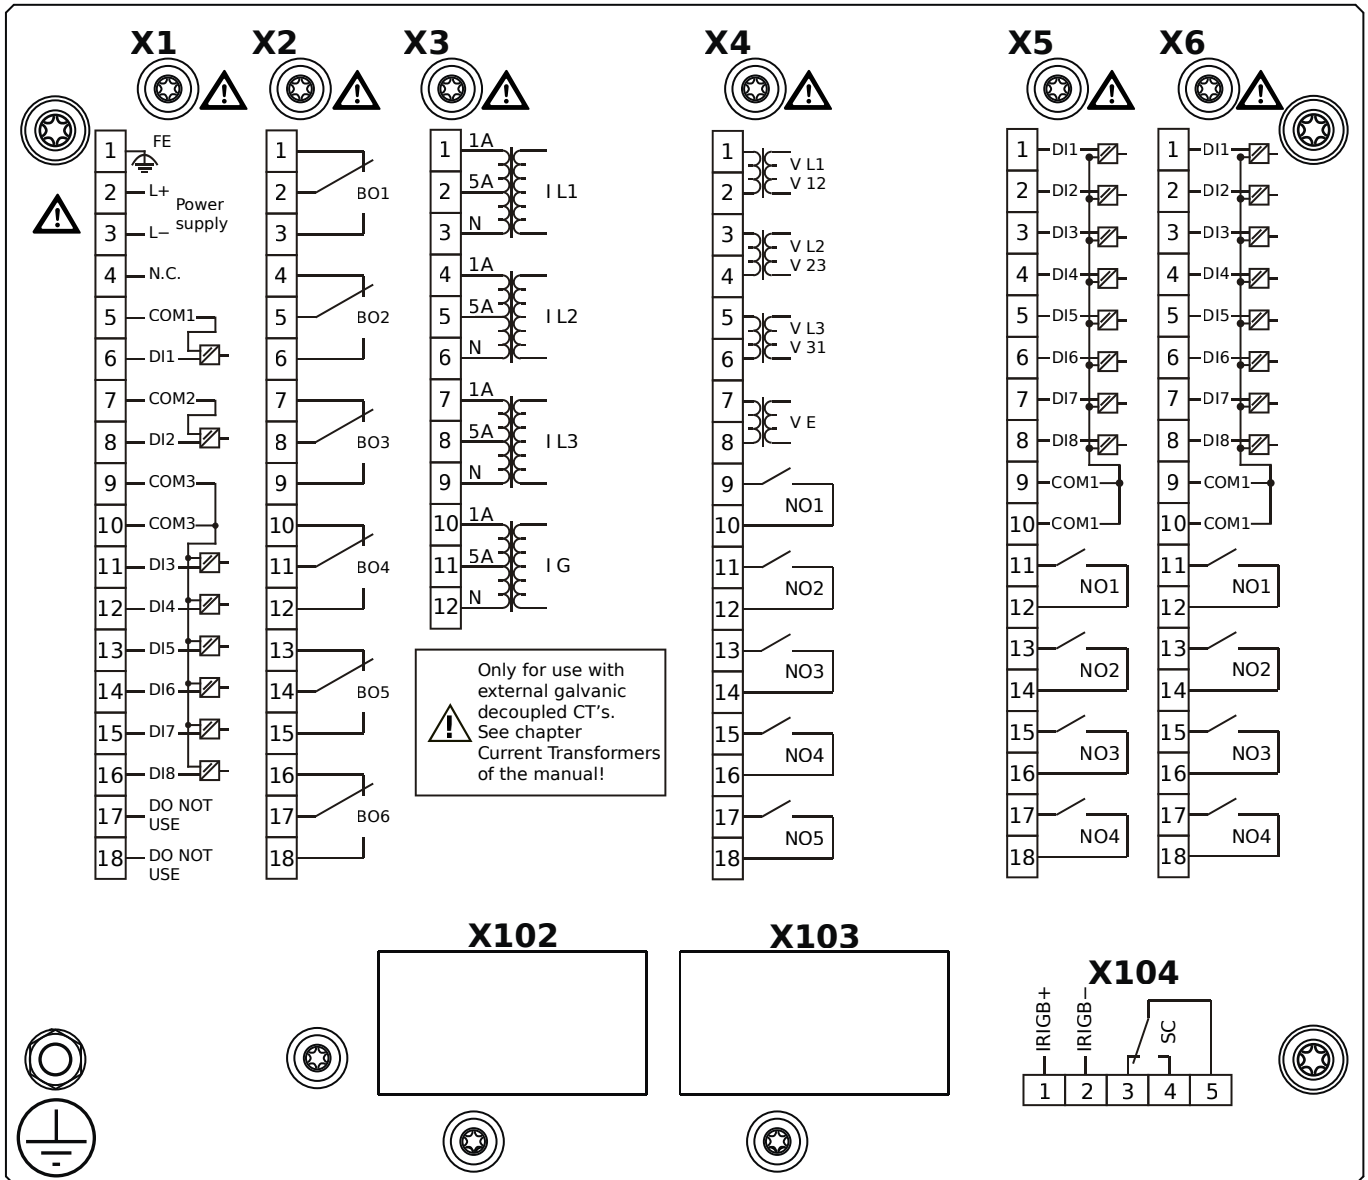 X1
X2
X3
X4
X5
X6
1 FE
2 L+
3 L−
Power
supply
4 N.C.
5 COM1
6 DI1
7 COM2
8 DI2
9 COM3
10 COM3
11 DI3
12 DI4
13 DI5
14 DI6
15 DI7
16 DI8
17 DO NOT
USE
18 DO NOT
USE
1
2 BO1
3
4
5 BO2
6
7
8 BO3
9
10
11 BO4
12
13
14 BO5
15
16
17 BO6
18
1 1A
2 5A I L1
3 N
4 1A
5 5A I L2
6 N
7 1A
8 5A I L3
9 N
10 1A
11 5A I G
12 N
Only for use with
external galvanic
decoupled CT's.
See chapter
Current Transformers
of the manual!
1 V L1
2 V 12
3 V L2
4 V 23
5 V L3
6 V 31
7 V E
8
9
10 NO1
11
12 NO2
13
14 NO3
15
16 NO4
17
18 NO5
1 DI1
2 DI2
3 DI3
4 DI4
5 DI5
6 DI6
7 DI7
8 DI8
9 COM1
10 COM1
11
12 NO1
13
14 NO2
15
16 NO3
17
18 NO4
1 DI1
2 DI2
3 DI3
4 DI4
5 DI5
6 DI6
7 DI7
8 DI8
9 COM1
10 COM1
11
12 NO1
13
14 NO2
15
16 NO3
17
18 NO4
X102
X103
X104
IRIGB+
IRIGB−
SC
1 2 3 4 5